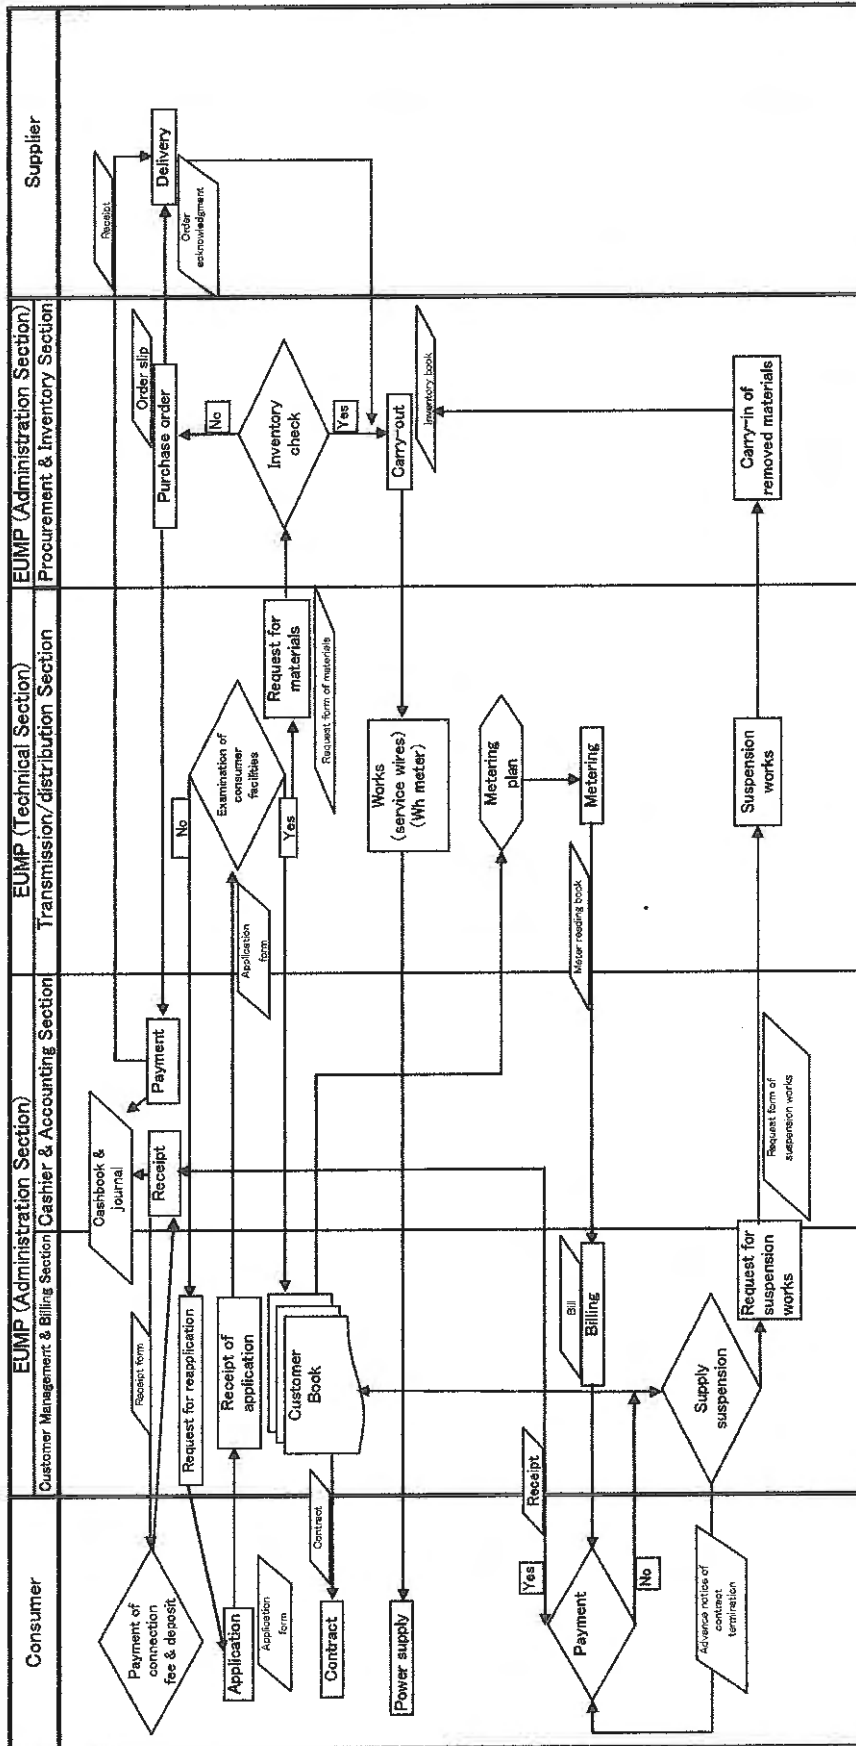 Consumer
EUMP (Administration Section)
Customer Management & Billing Section
Cashier & Accounting Section
EUMP (Technical Section)
Transmission/distribution Section
EUMP (Administration Section)
Procurement & Inventory Section
Supplier
Payment of
connection
fee & deposit
Receipt form
Cashbook &
journal
Receipt
Payment
Receipt
Order slip
Purchase order
Delivery
Order
acknowledgment
Request for reapplication
No
Application
Application
form
Receipt of
application
Application
form
Examination of
consumer
facilities
Yes
Request for
materials
Request form of materials
Inventory
check
No
Yes
Customer
Book
Contract
Contract
Carry-out
Inventory book
Works
(service wires)
(Wh meter)
Power supply
Metering
plan
Metering
Meter reading book
Bill
Billing
Receipt
Yes
Payment
No
Advance notice of
contract
termination
Supply
suspension
Request for
suspension
works
Request form of
suspension works
Suspension
works
Carry-in of
removed materials